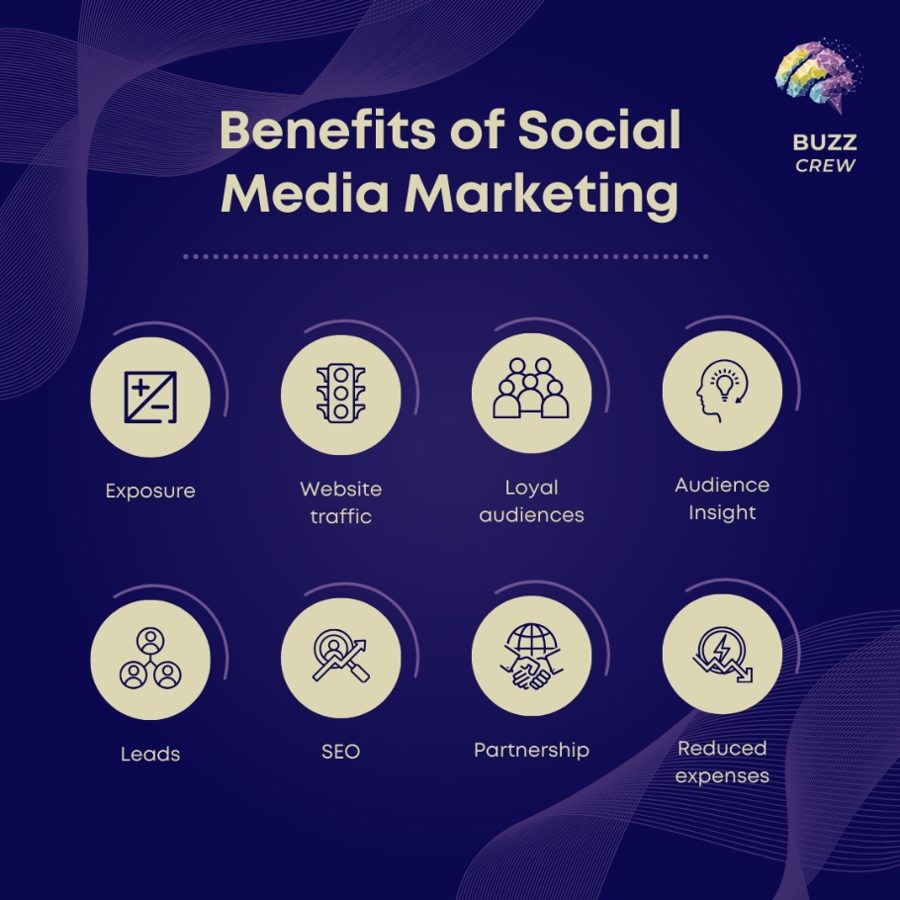 Benefits of Social
Media Marketing
BUZZ
CREW
Exposure
Website
traffic
Loyal
audiences
Audience
Insight
Leads
SEO
Partnership
Reduced
expenses